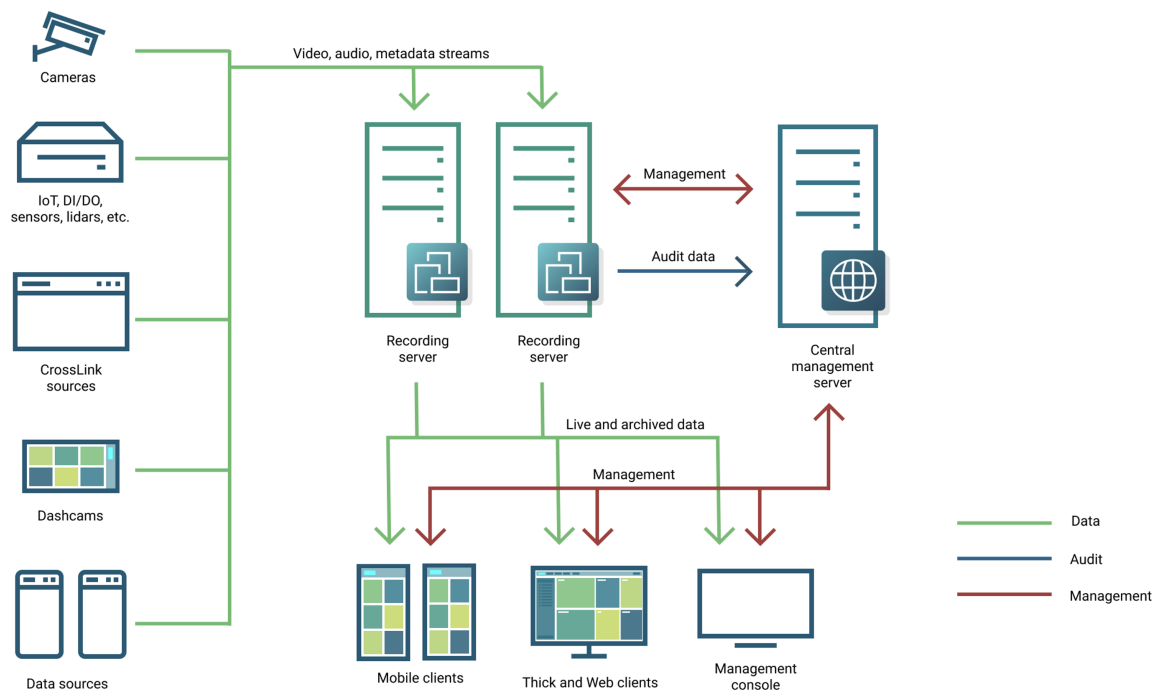 Cameras
IoT, DI/DO,
sensors, lidars, etc.
CrossLink
sources
Dashcams
Data sources
Video, audio, metadata streams
Management
Audit data
Recording
server
Recording
server
Central
management
server
Live and archived data
Management
Mobile clients
Thick and Web clients
Management
console
Data
Audit
Management